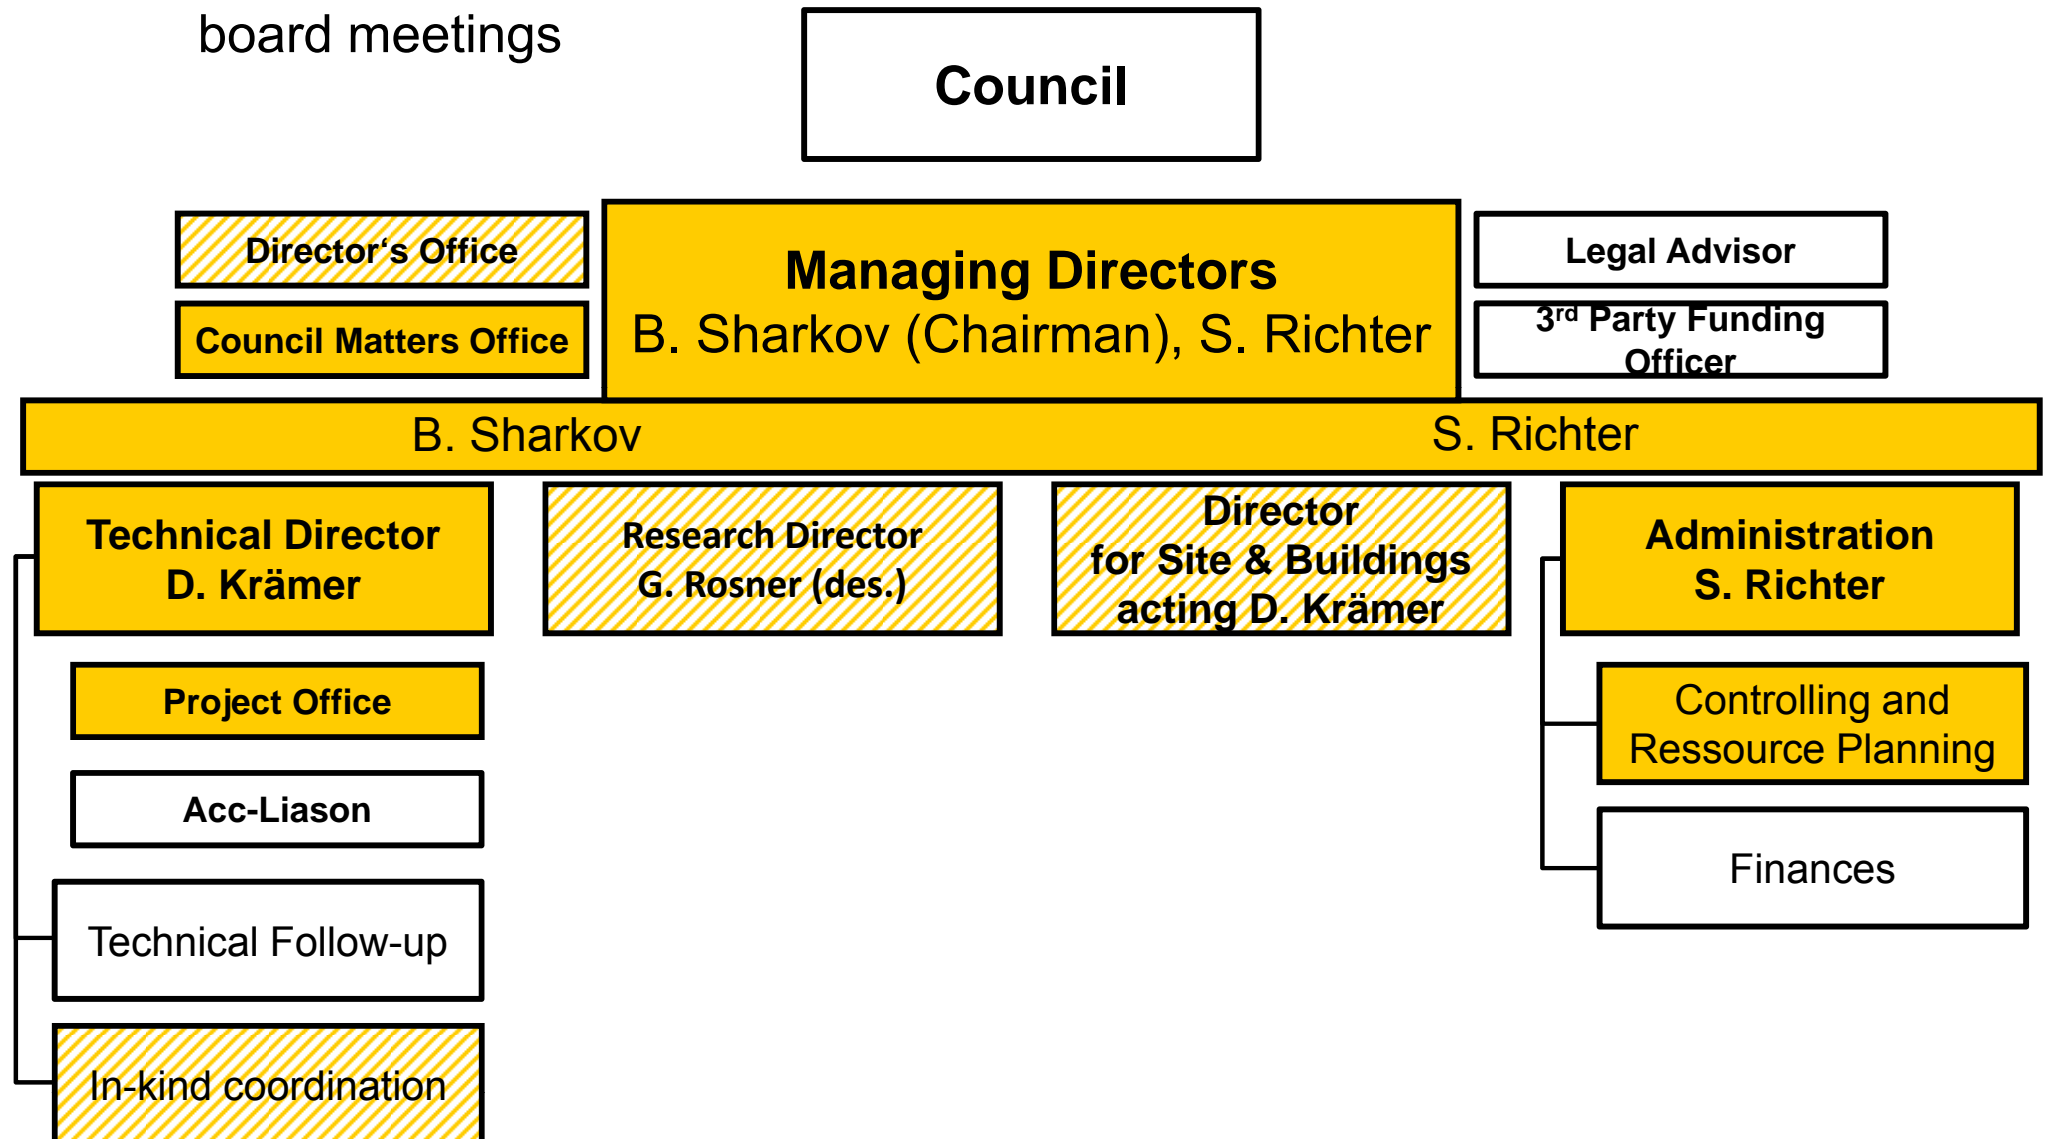 board meetings
Council
Director‘s Office
Council Matters Office
Managing Directors
B. Sharkov (Chairman), S. Richter
Legal Advisor
3rd Party Funding
Officer
B. Sharkov
S. Richter
Technical Director
D. Krämer
Research Director
G. Rosner (des.)
Director
for Site & Buildings
acting D. Krämer
Administration
S. Richter
Project Office
Acc-Liason
Technical Follow-up
In-kind coordination
Controlling and
Ressource Planning
Finances